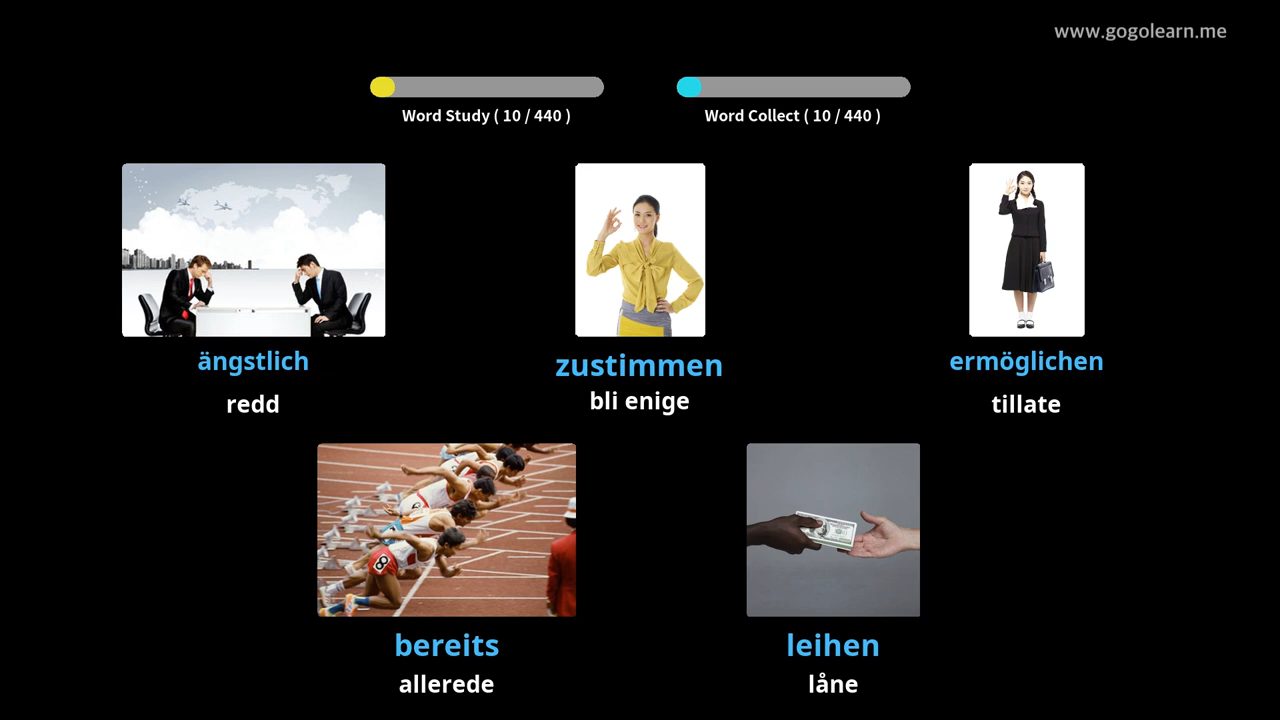 www.gogolearn.me
Word Study ( 10 / 440 )
Word Collect ( 10 / 440 )
ängstlich
redd
zustimmen
bli enige
ermöglichen
tillate
8
bereits
allerede
leihen
låne